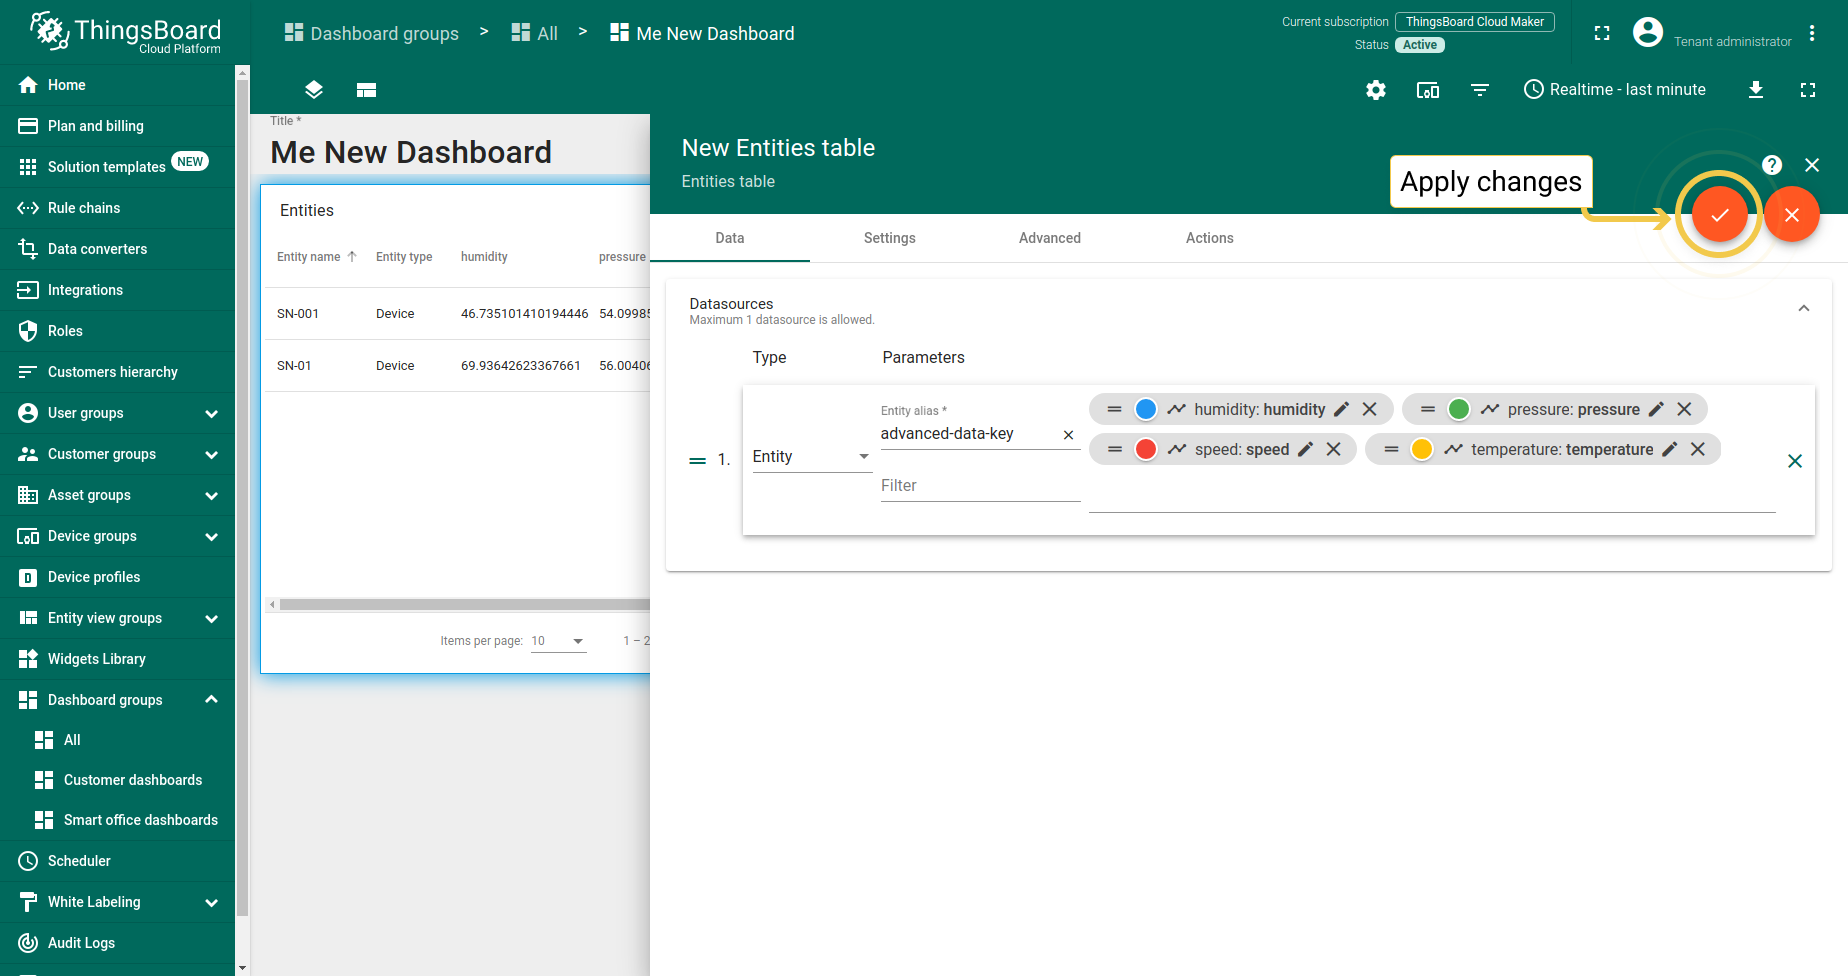 ThingsBoard
Cloud Platform
Dashboard groups > All > Me New Dashboard
Current subscription ThingsBoard Cloud Maker
Status Active
Tenant administrator
Home
Plan and billing
Solution templates NEW
Rule chains
Data converters
Integrations
Roles
Customers hierarchy
User groups
Customer groups
Asset groups
Device groups
Device profiles
Entity view groups
Widgets Library
Dashboard groups
All
Customer dashboards
Smart office dashboards
Scheduler
White Labeling
Audit Logs
Realtime - last minute
Title *
Me New Dashboard
Entities
Entity name Entity type humidity pressure
SN-001 Device 46.735101410194446 54.09985
SN-01 Device 69.93642623367661 56.00406
Items per page: 10 1 – 2
New Entities table
Entities table
Apply changes
Data Settings Advanced Actions
Datasources
Maximum 1 datasource is allowed.
Type Parameters
1. Entity
Entity alias *
advanced-data-key
Filter
humidity: humidity
pressure: pressure
speed: speed
temperature: temperature